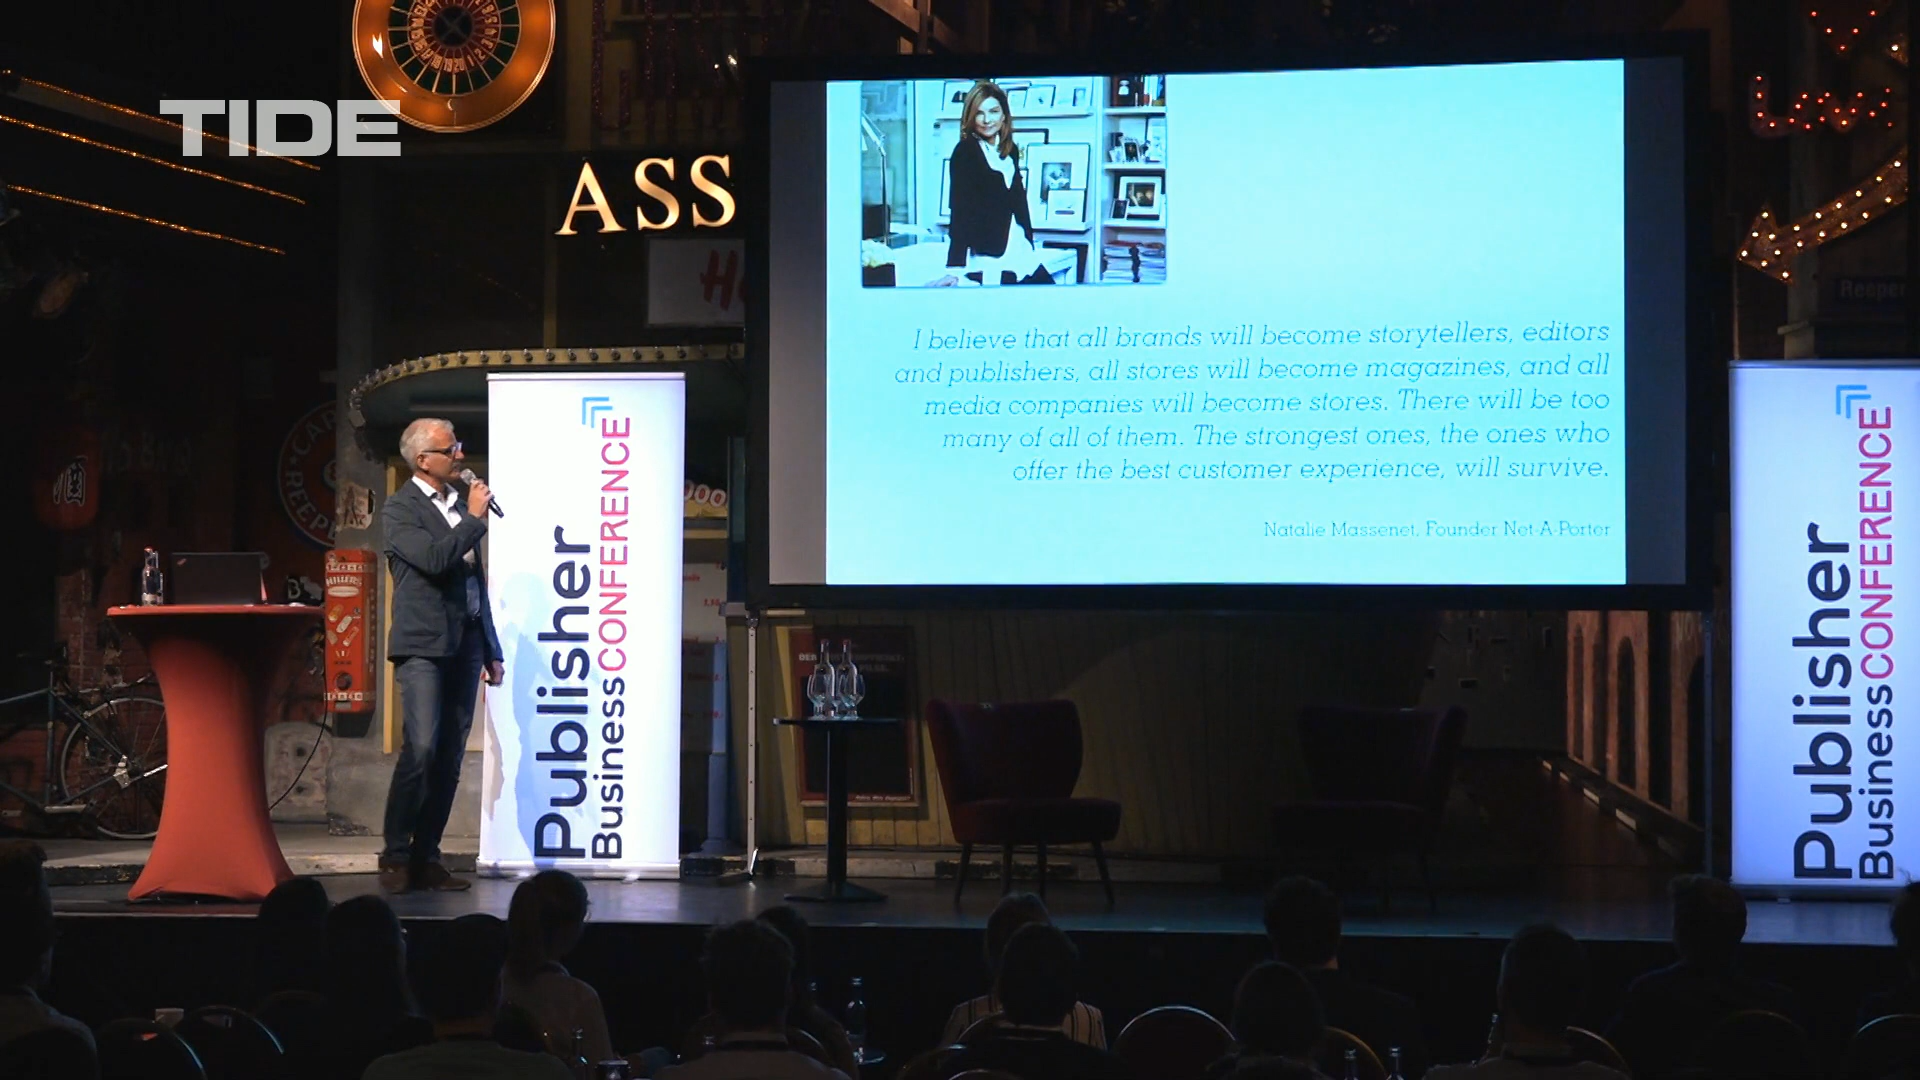 TIDE
ASS
Love
I believe that all brands will become storytellers, editors
and publishers, all stores will become magazines, and all
media companies will become stores. There will be too
many of all of them. The strongest ones, the ones who
offer the best customer experience, will survive.
Natalie Massenet, Founder Net-A-Porter
Publisher
BusinessCONFERENCE
Publisher
BusinessCONFERENCE